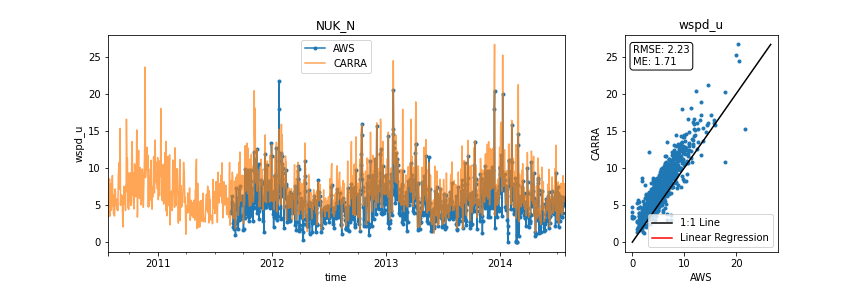 NUK_N
wspd_u
AWS
CARRA
25
20
15
10
5
0
wspd_u
2011
2012
2013
2014
time
wspd_u
RMSE: 2.23
ME: 1.71
25
20
15
10
5
0
CARRA
1:1 Line
Linear Regression
0
10
20
AWS